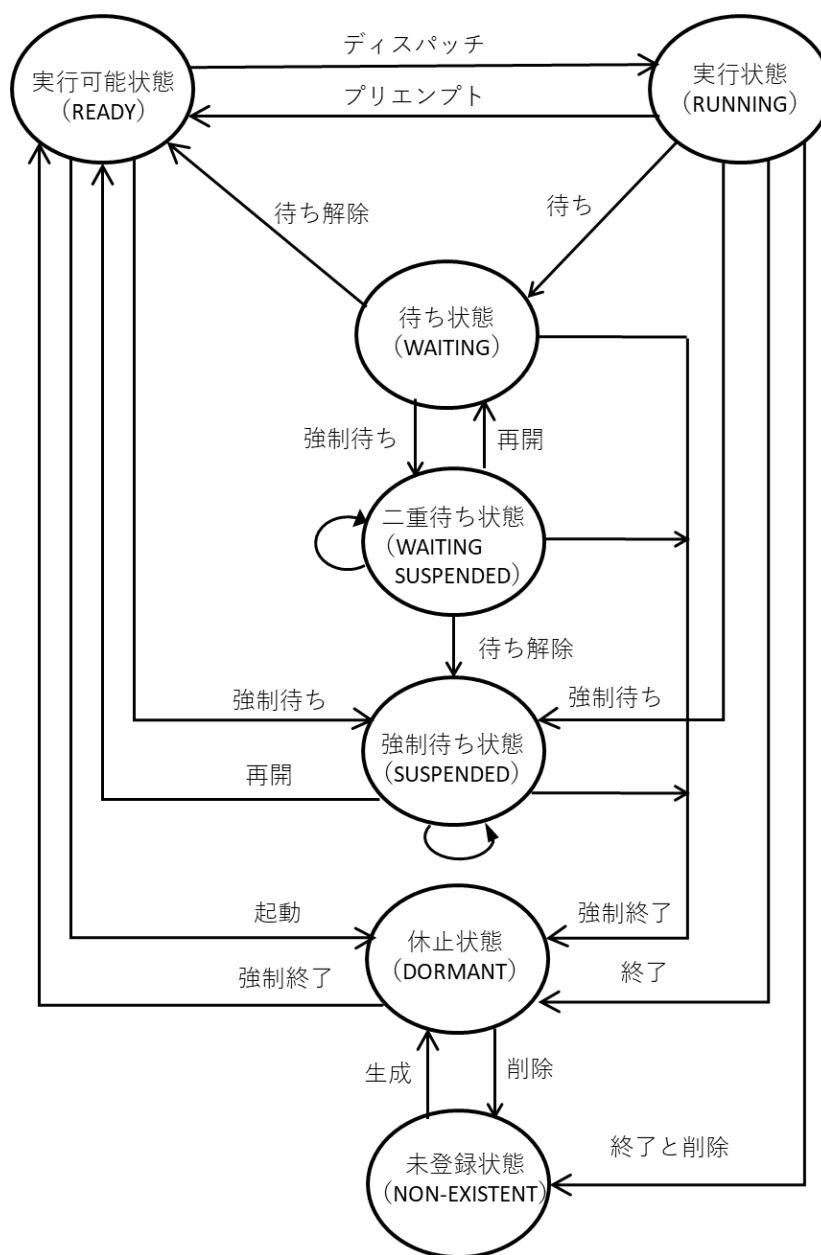 ディスパッチ
実行可能状態
(READY)
実行状態
(RUNNING)
プリエンプト
待ち解除
待ち
待ち状態
(WAITING)
強制待ち
再開
二重待ち状態
(WAITING
SUSPENDED)
待ち解除
強制待ち
強制待ち
強制待ち状態
(SUSPENDED)
再開
起動
強制終了
休止状態
(DORMANT)
強制終了
終了
生成
削除
未登録状態
(NON-EXISTENT)
終了と削除